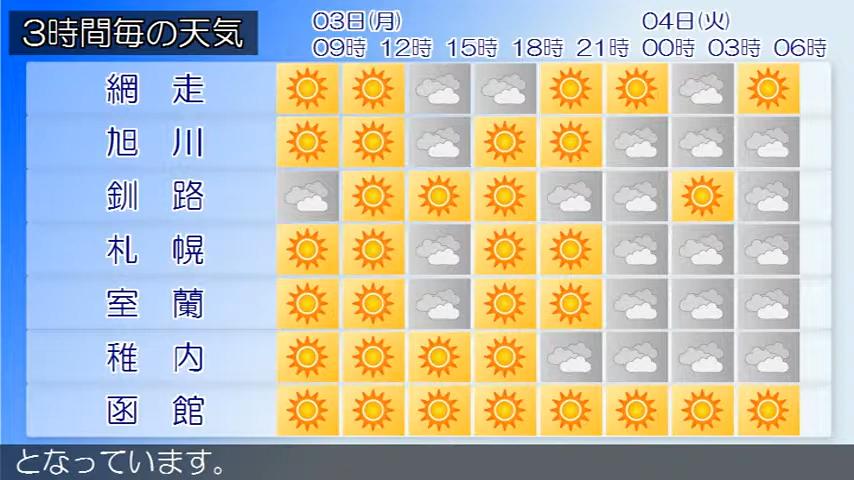 3時間毎の天気
03日(月) 04日(火)
09時 12時 15時 18時 21時 00時 03時 06時
網走
旭川
釧路
札幌
室蘭
稚内
函館
となっています。